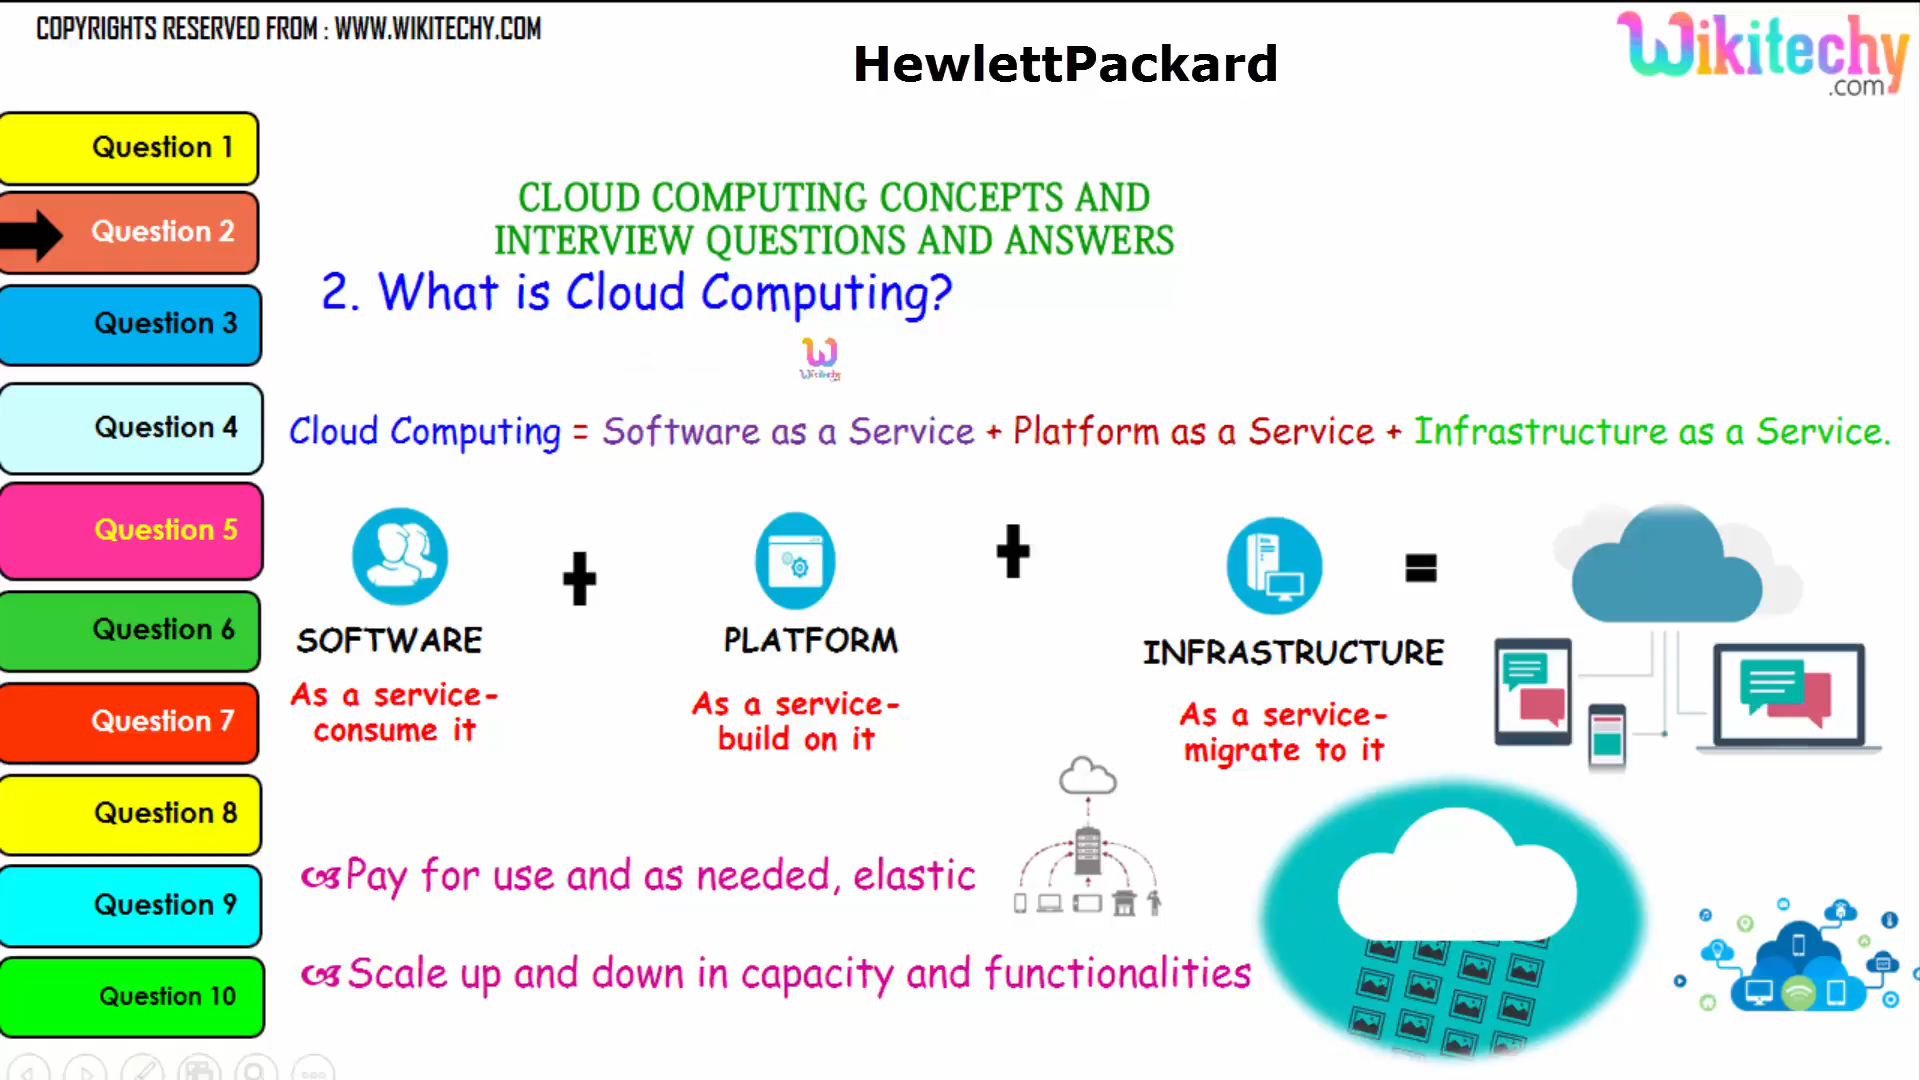 COPYRIGHTS RESERVED FROM : WWW.WIKITECHY.COM
HewlettPackard
Wikitechy
.com
Question 1
Question 2
Question 3
Question 4
Question 5
Question 6
Question 7
Question 8
Question 9
Question 10
CLOUD COMPUTING CONCEPTS AND
INTERVIEW QUESTIONS AND ANSWERS
2. What is Cloud Computing?
Wikitechy
Cloud Computing = Software as a Service + Platform as a Service + Infrastructure as a Service.
SOFTWARE
As a service-
consume it
+
PLATFORM
As a service-
build on it
+
INFRASTRUCTURE
As a service-
migrate to it
=
Pay for use and as needed, elastic
Scale up and down in capacity and functionalities